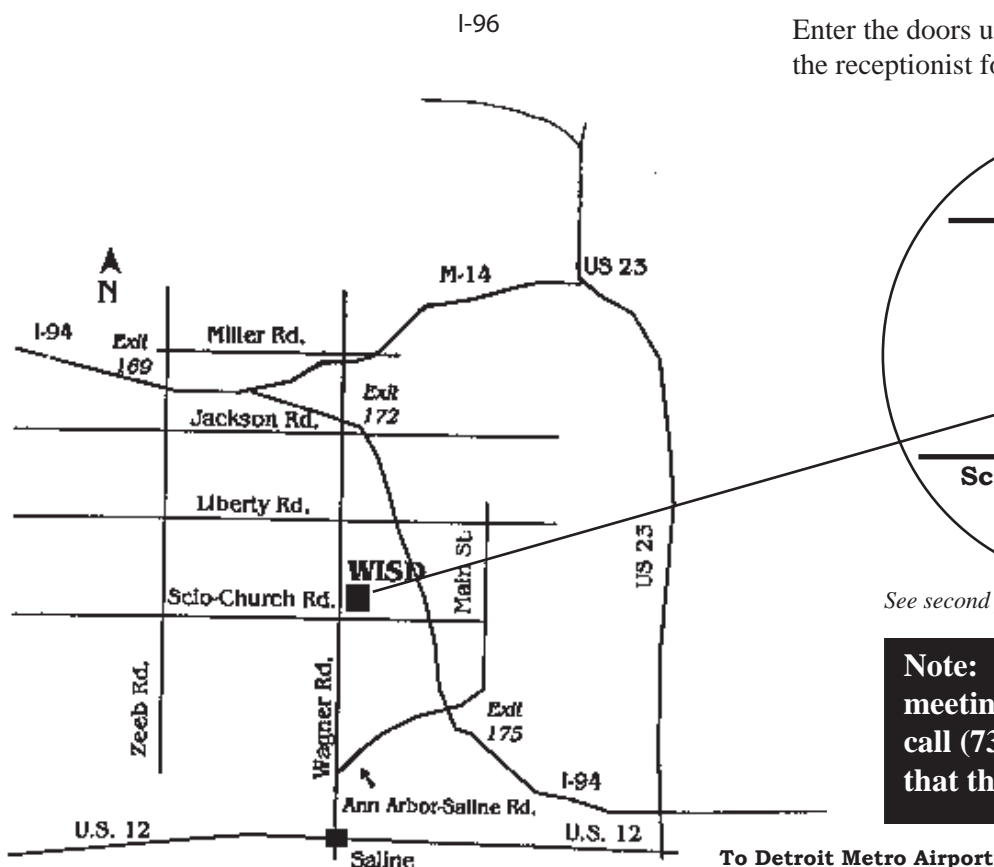 I-96
Enter the doors u
the receptionist fo
N
M-14
US 23
I-94
Exit
169
Miller Rd.
Exit
172
Jackson Rd.
Liberty Rd.
WISD
Main St.
US 23
Sc
Scio-Church Rd.
See second
Zeeb Rd.
Wagner Rd.
Exit
175
Note:
meetin
call (73
that th
I-94
Ann Arbor-Saline Rd.
U.S. 12
U.S. 12
Saline
To Detroit Metro Airport